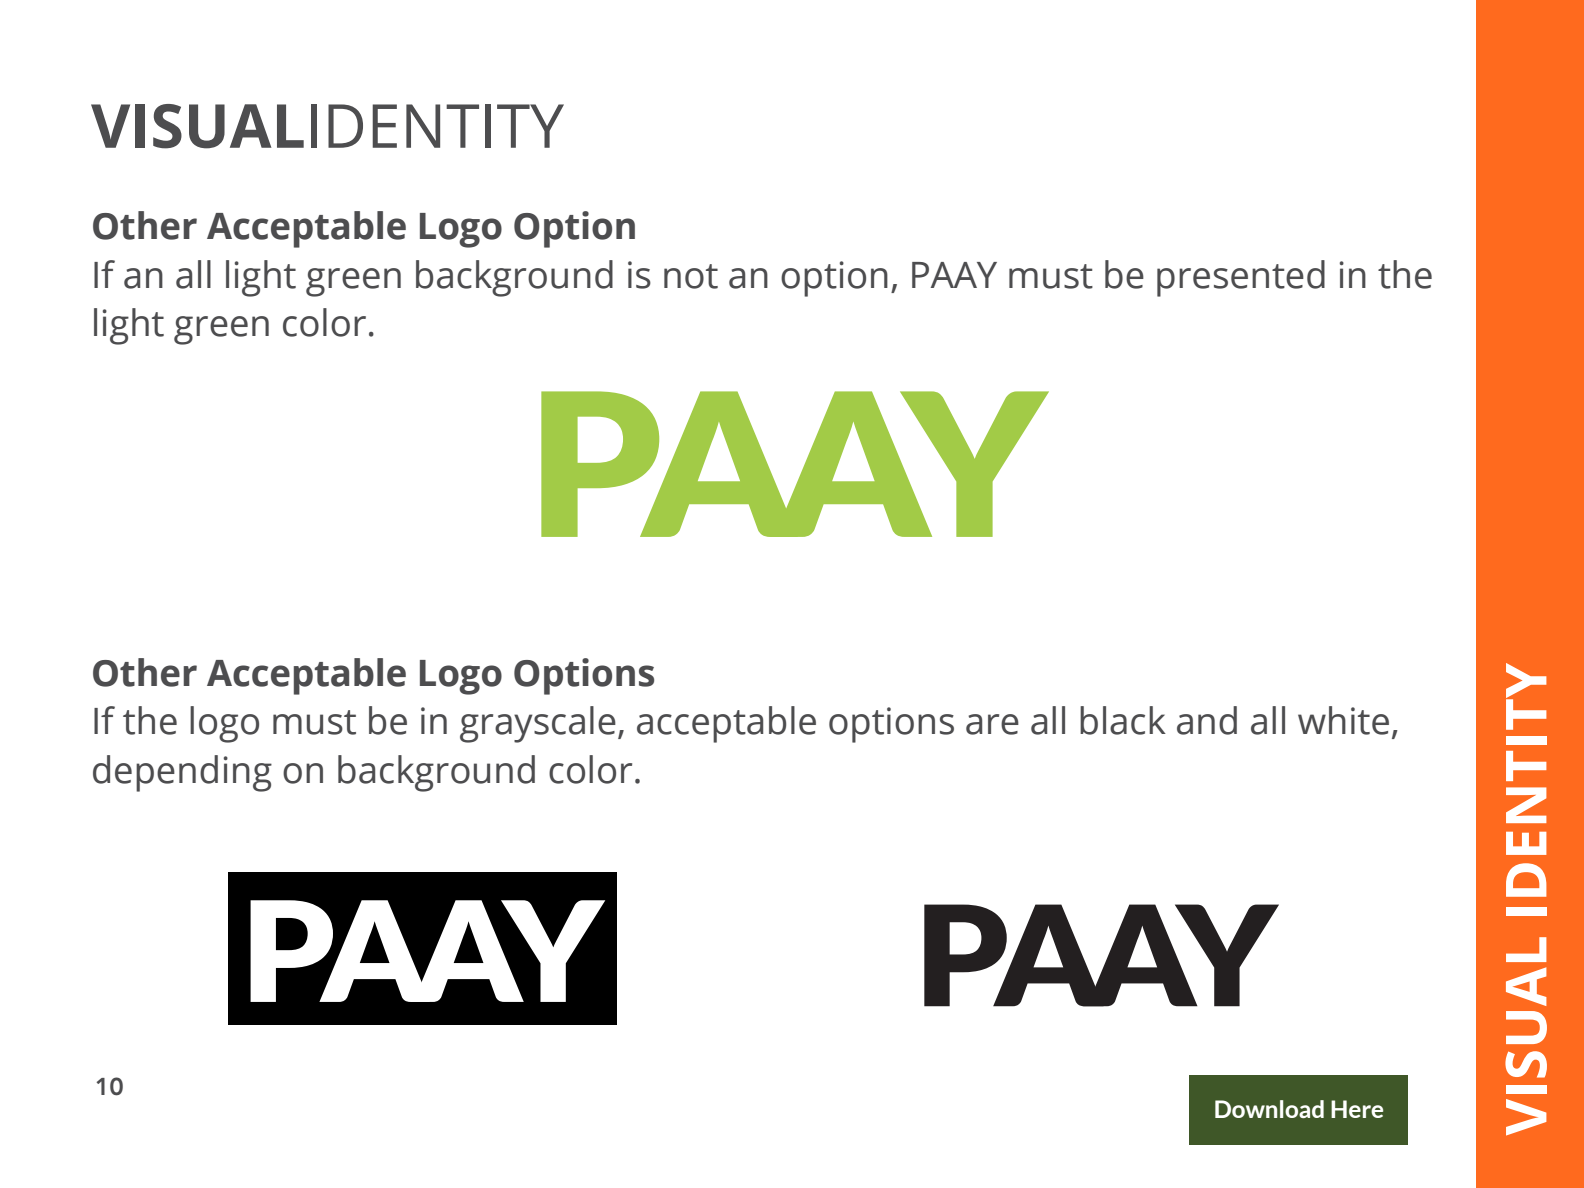 VISUALIDENTITY
Other Acceptable Logo Option
If an all light green background is not an option, PAAY must be presented in the
light green color.
PAAY
Other Acceptable Logo Options
If the logo must be in grayscale, acceptable options are all black and all white,
depending on background color.
PAAY
PAAY
10
Download Here
VISUAL IDENTITY